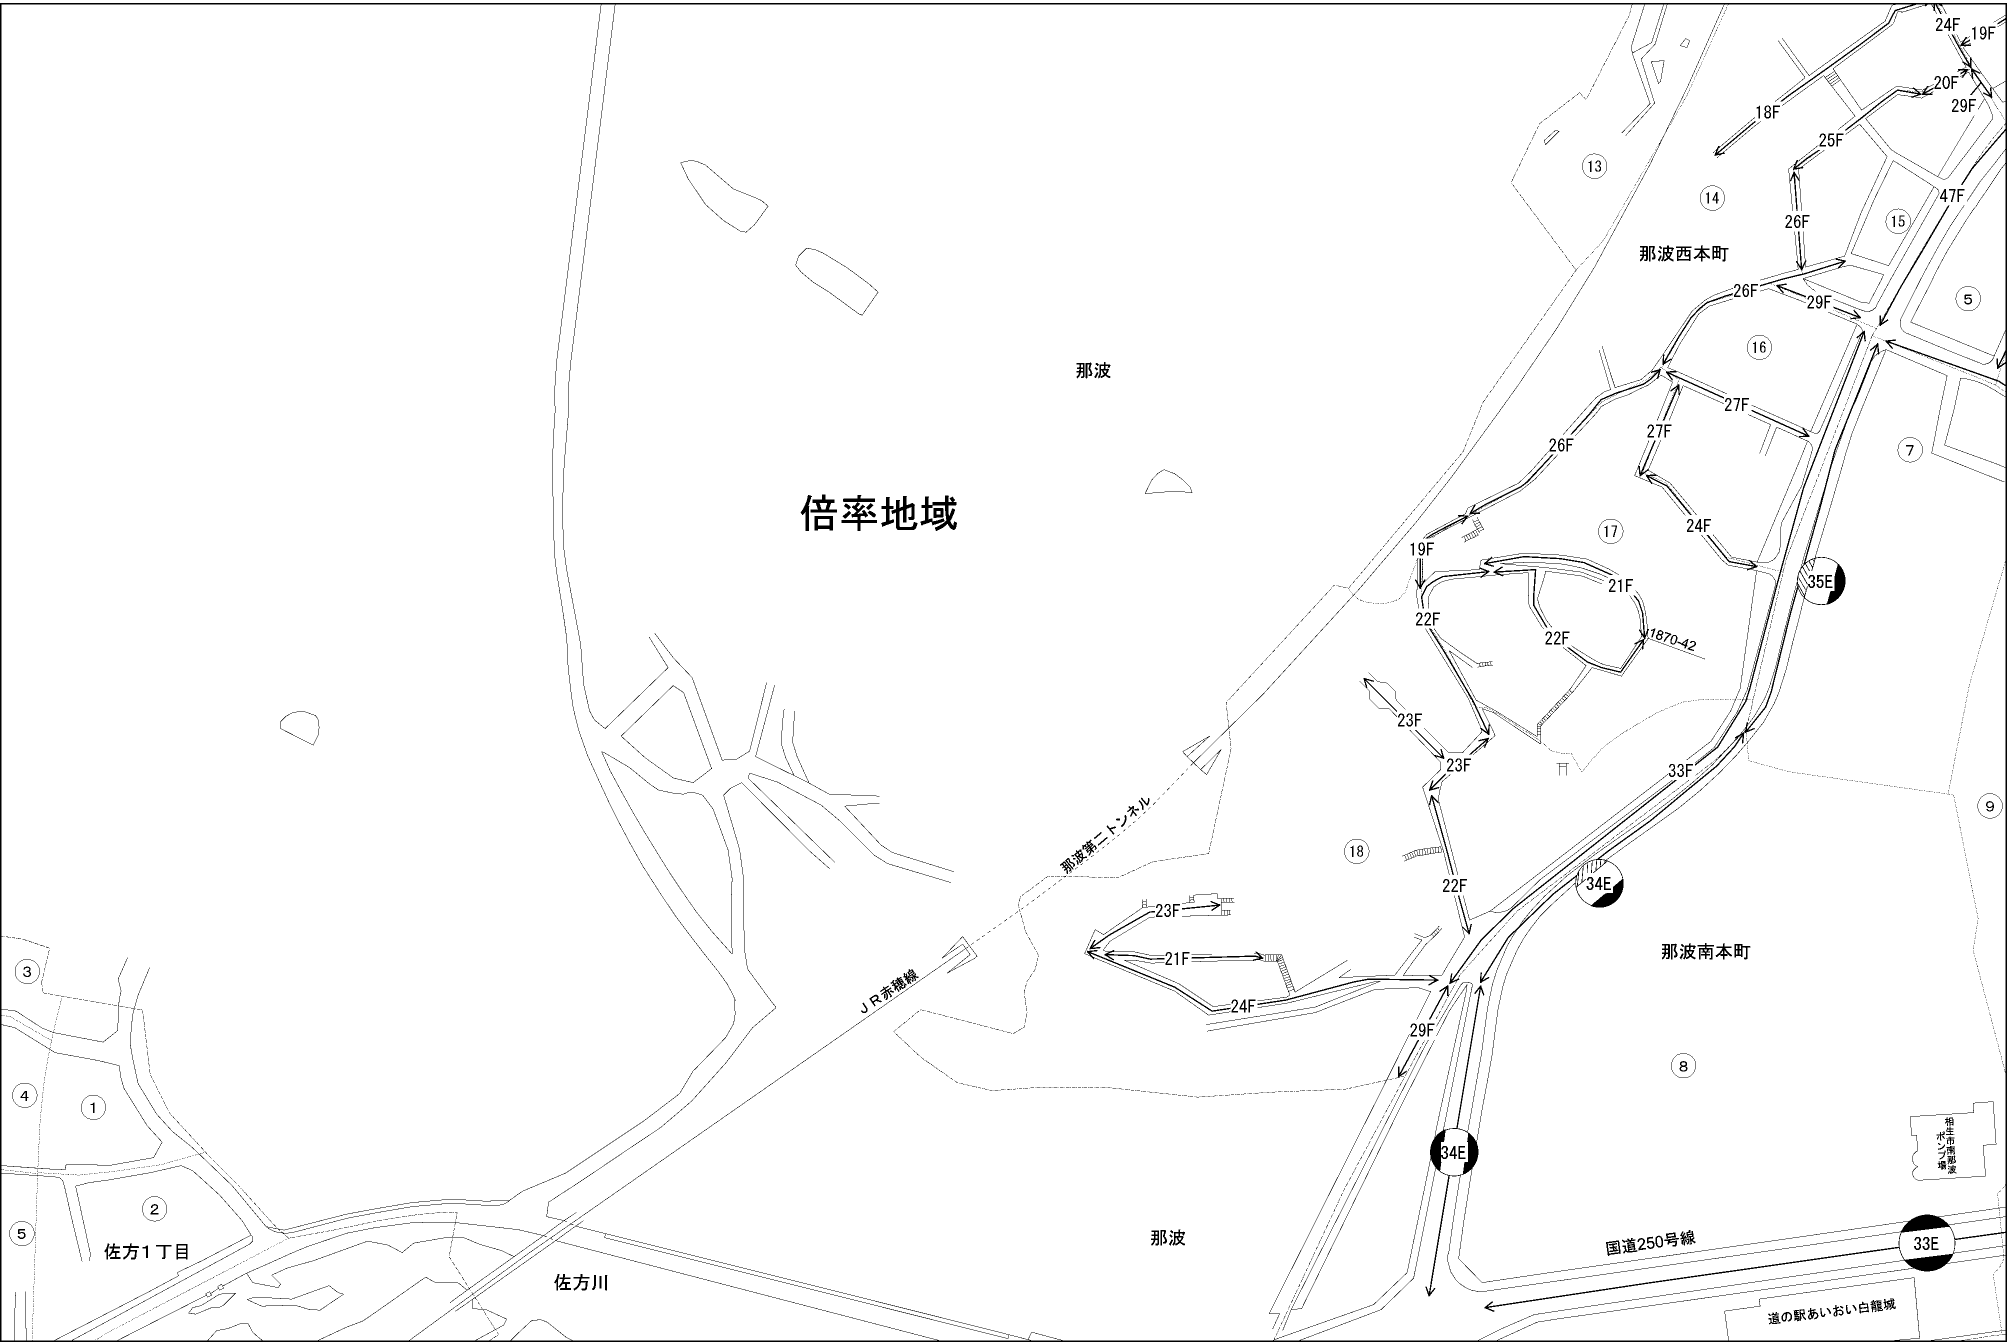 24F
19F
20F
29F
18F
25F
13
14
47F
26F
15
那波西本町
26F
29F
5
16
那波
27F
27F
26F
7
倍率地域
24F
17
19F
35E
21F
22F
22F
1870-42
23F
23F
33F
那波第二トンネル
9
18
34E
22F
23F
那波南本町
21F
3
JR赤穂線
24F
29F
8
4
1
相生市南那波
ポンプ場
34E
2
5
佐方1丁目
那波
国道250号線
33E
佐方川
道の駅あいおい白龍城